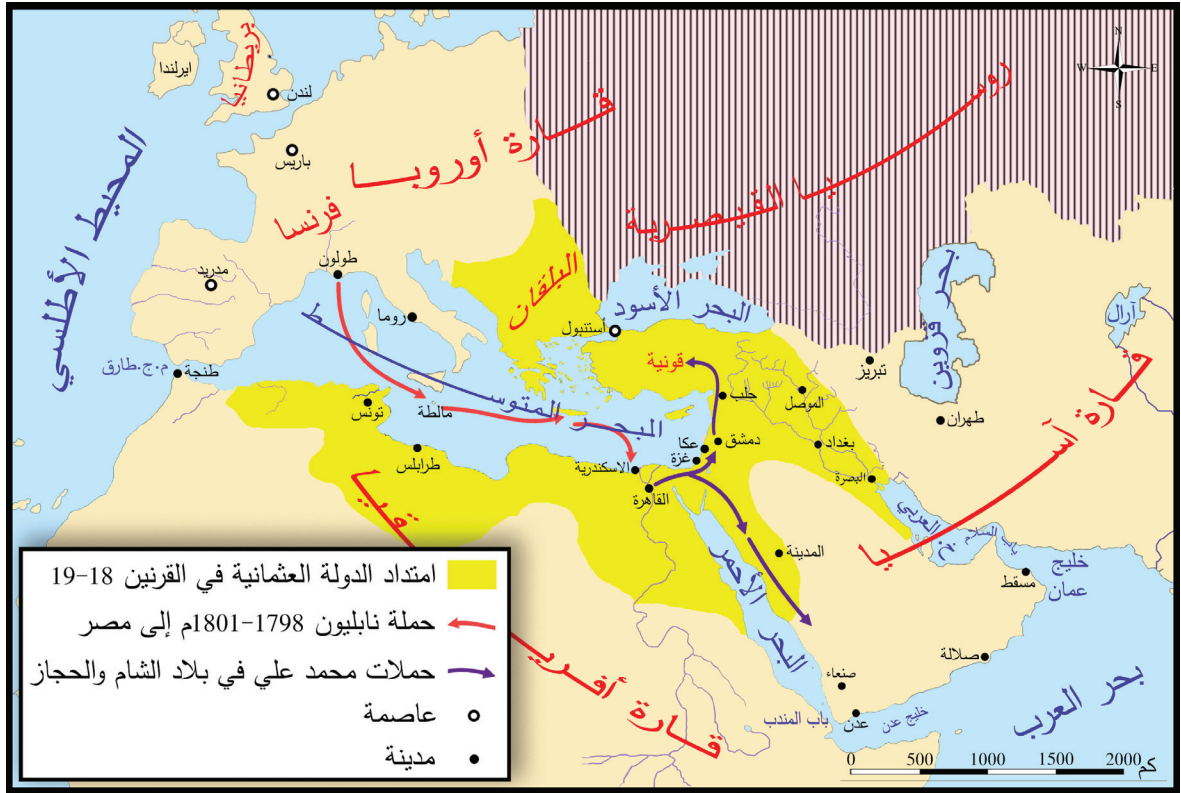 N
W
E
S
بريطانيا
ايرلندا
لندن
باريس
قارة أوروبا
روسيا القيصرية
المحيط الأطلسي
فرنسا
طولون
مدريد
روما
البلقان
البحر الأسود
أستنبول
بحر قزوين
آرال
م.ج.طارق
طنجة
تونس
مالطة
البحر المتوسط
طرابلس
الاسكندرية
القاهرة
قونية
حلب
الموصل
تبريز
طهران
دمشق
عكا
غزة
بغداد
البصرة
قارة آسيا
خ.العربي
باب السلام
خليج عمان
مسقط
المدينة
البحر الأحمر
صلالة
صنعاء
عدن
خليج عدن
باب المندب
بحر العرب
قارة أفريقيا
امتداد الدولة العثمانية في القرنين 18-19
حملة نابليون 1798-1801م إلى مصر
حملات محمد علي في بلاد الشام والحجاز
عاصمة
مدينة
0 500 1000 1500 2000 كم